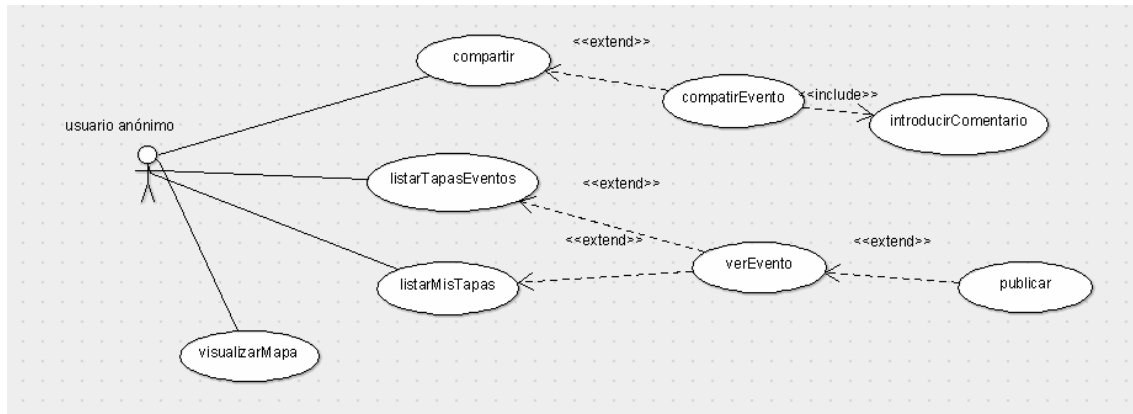 <<extend>>
compartir
compatirEvento
<<include>>
introducirComentario
usuario anónimo
listarTapasEventos
<<extend>>
<<extend>>
<<extend>>
verEvento
listarMisTapas
publicar
visualizarMapa